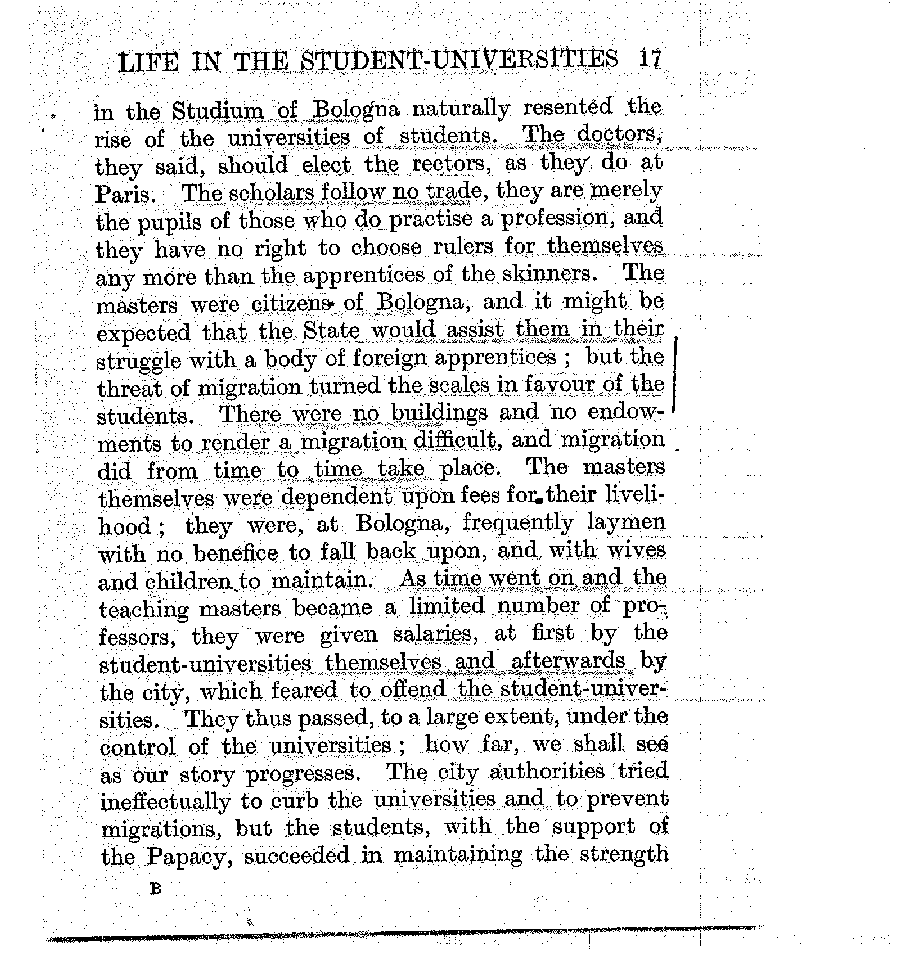 LIFE IN THE STUDENT-UNIVERSITIES 17
in the Studium of Bologna naturally resented the
rise of the universities of students. The doctors,
they said, should elect the rectors, as they do at
Paris. The scholars follow no trade, they are merely
the pupils of those who do practise a profession, and
they have no right to choose rulers for themselves
any more than the apprentices of the skinners. The
masters were citizens of Bologna, and it might be
expected that the State would assist them in their
struggle with a body of foreign apprentices ; but the
threat of migration turned the scales in favour of the
students. There were no buildings and no endow-
ments to render a migration difficult, and migration
did from time to time take place. The masters
themselves were dependent upon fees for their liveli-
hood ; they were, at Bologna, frequently laymen
with no benefice to fall back upon, and with wives
and children to maintain. As time went on and the
teaching masters became a limited number of pro-
fessors, they were given salaries, at first by the
student-universities themselves and afterwards by
the city, which feared to offend the student-univer-
sities. They thus passed, to a large extent, under the
control of the universities ; how far, we shall see
as our story progresses. The city authorities tried
ineffectually to curb the universities and to prevent
migrations, but the students, with the support of
the Papacy, succeeded in maintaining the strength
B